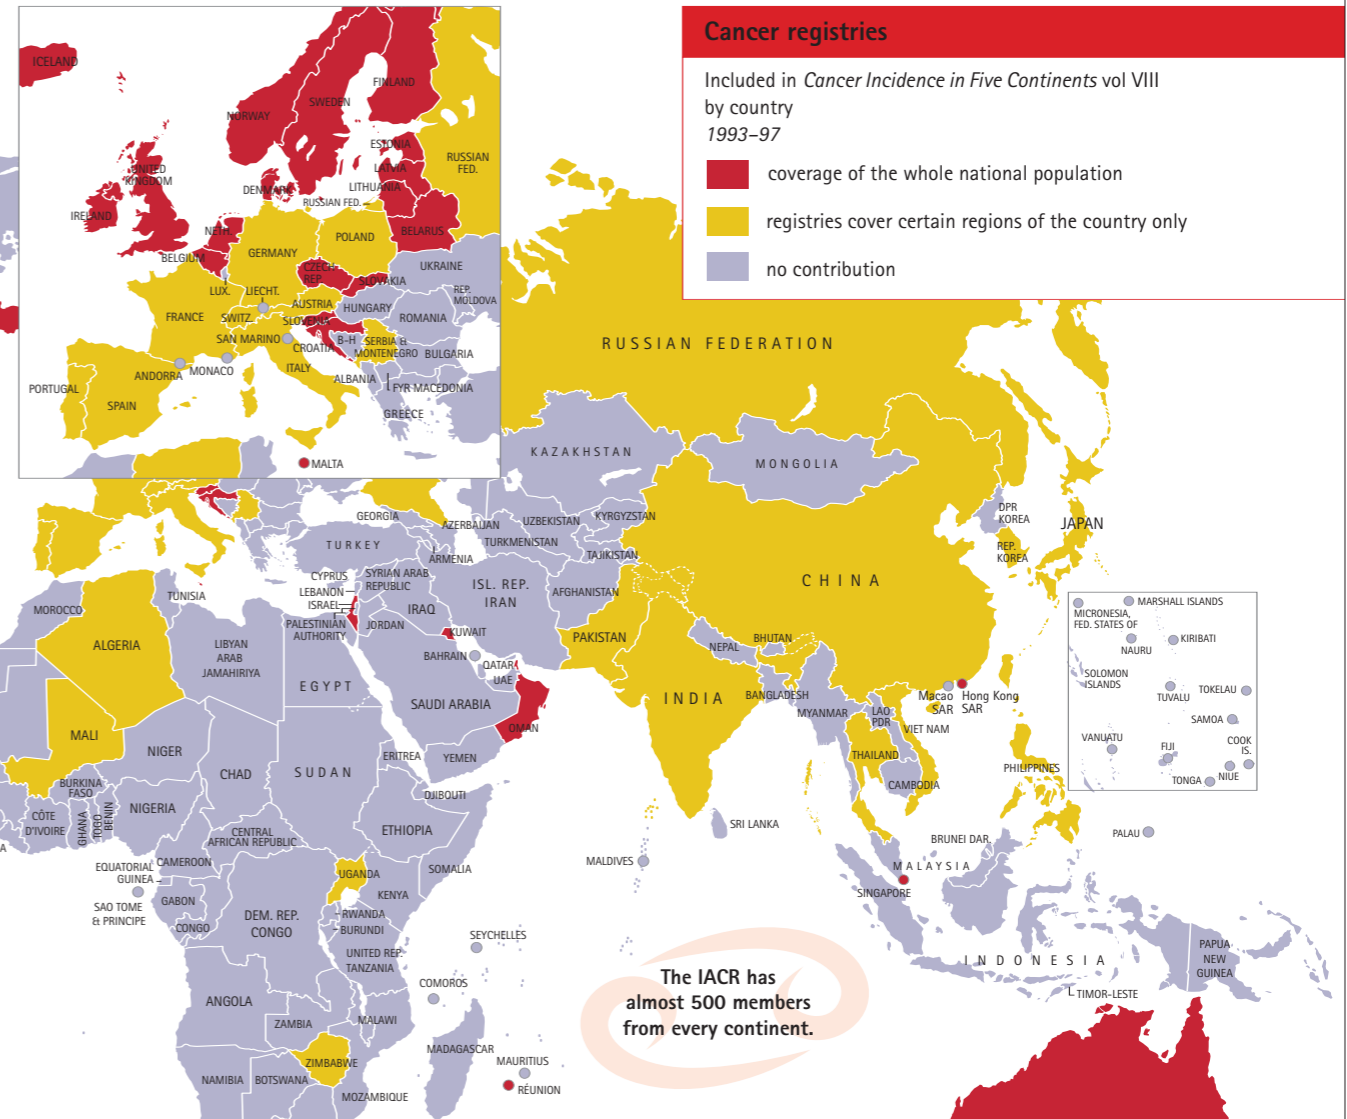 Cancer registries
Included in Cancer Incidence in Five Continents vol VIII
by country
1993–97
coverage of the whole national population
registries cover certain regions of the country only
no contribution
ICELAND
FINLAND
SWEDEN
NORWAY
ESTONIA
RUSSIAN
FED.
LATVIA
UNITED
KINGDOM
DENMARK
LITHUANIA
RUSSIAN FED.
IRELAND
NETH.
BELARUS
POLAND
GERMANY
BELGIUM
CZECH
REP.
UKRAINE
SLOVAKIA
LUX.
LIECHT.
REP.
MOLDOVA
AUSTRIA
HUNGARY
FRANCE
SWITZ.
SLOVENIA
ROMANIA
SAN MARINO
CROATIA
B–H
SERBIA &
MONTENEGRO
BULGARIA
ITALY
ANDORRA
MONACO
ALBANIA
FYR MACEDONIA
PORTUGAL
SPAIN
GREECE
MALTA
RUSSIAN FEDERATION
KAZAKHSTAN
MONGOLIA
GEORGIA
AZERBAIJAN
UZBEKISTAN
KYRGYZSTAN
DPR
KOREA
JAPAN
TURKEY
TURKMENISTAN
REP.
KOREA
ARMENIA
TAJIKISTAN
CYPRUS
SYRIAN ARAB
REPUBLIC
LEBANON
ISL. REP.
IRAN
CHINA
TUNISIA
ISRAEL
IRAQ
AFGHANISTAN
MOROCCO
PALESTINIAN
AUTHORITY
JORDAN
KUWAIT
PAKISTAN
ALGERIA
LIBYAN
ARAB
JAMAHIRIYA
BAHRAIN
QATAR
UAE
NEPAL
BHUTAN
EGYPT
SAUDI ARABIA
INDIA
BANGLADESH
Macao
SAR
Hong Kong
SAR
MYANMAR
LAO
PDR
OMAN
VIET NAM
MALI
NIGER
ERITREA
YEMEN
THAILAND
PHILIPPINES
CHAD
SUDAN
CAMBODIA
BURKINA
FASO
DJIBOUTI
NIGERIA
CÔTE
D'IVOIRE
GHANA
TOGO
BENIN
SRI LANKA
CENTRAL
AFRICAN REPUBLIC
ETHIOPIA
BRUNEI DAR.
PALAU
A
EQUATORIAL
GUINEA
CAMEROON
SOMALIA
MALDIVES
MALAYSIA
UGANDA
SINGAPORE
KENYA
SAO TOME
& PRINCIPE
GABON
CONGO
DEM. REP.
CONGO
RWANDA
BURUNDI
SEYCHELLES
UNITED REP.
TANZANIA
INDONESIA
PAPUA
NEW
GUINEA
COMOROS
TIMOR–LESTE
ANGOLA
ZAMBIA
MALAWI
MADAGASCAR
ZIMBABWE
MAURITIUS
RÉUNION
NAMIBIA
BOTSWANA
MOZAMBIQUE
MARSHALL ISLANDS
MICRONESIA,
FED. STATES OF
NAURU
KIRIBATI
SOLOMON
ISLANDS
TUVALU
TOKELAU
SAMOA
VANUATU
FIJI
COOK
IS.
TONGA
NIUE
The IACR has
almost 500 members
from every continent.